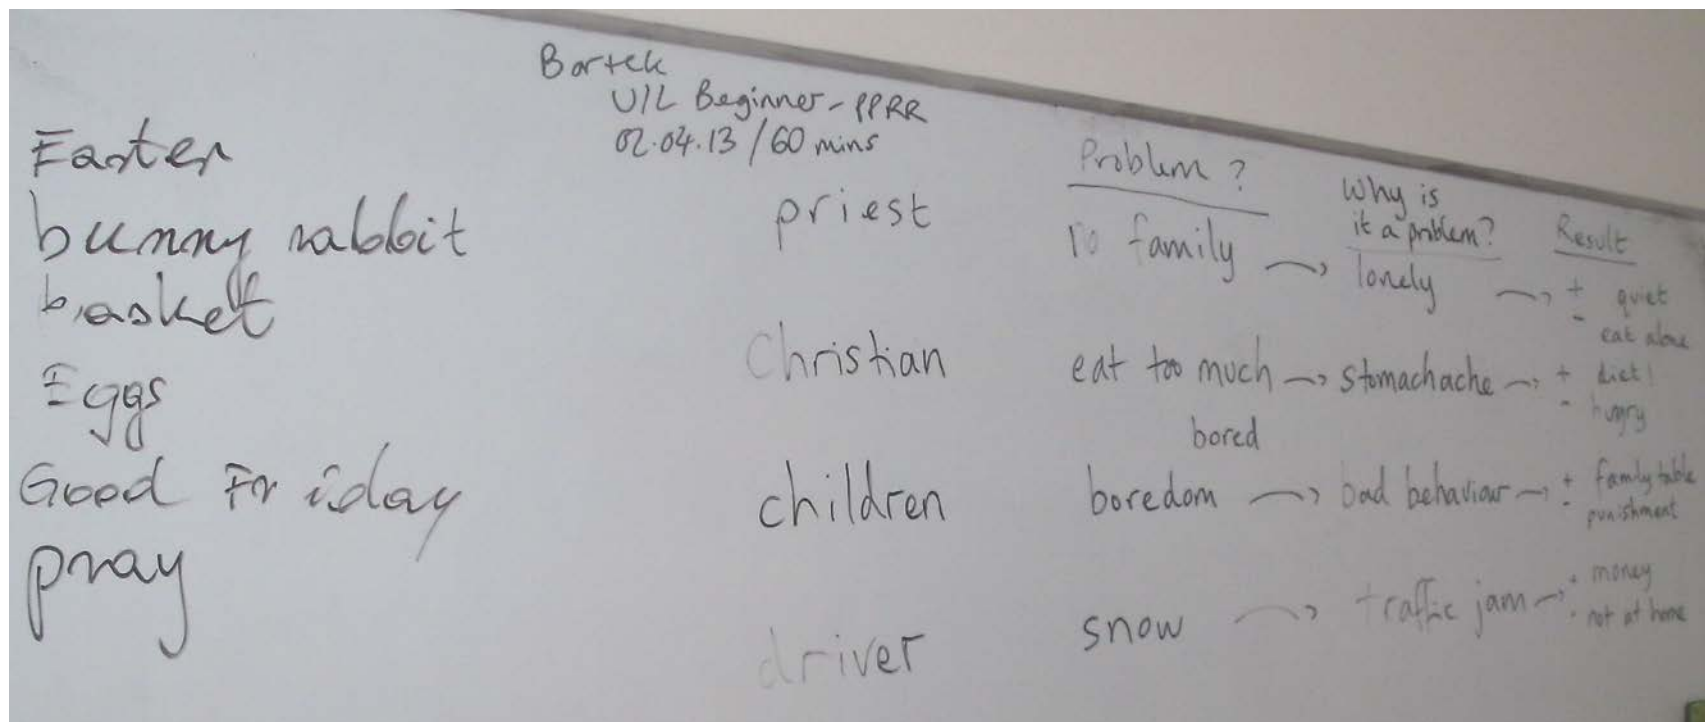 Bartek
U/L Beginner - PPRR
02.04.13 / 60 mins
Easter
bunny rabbit
basket
Eggs
Good Friday
pray
priest
Christian
children
driver
Problem?
Why is
it a problem?
Result
no family → lonely → + quiet
- eat alone
eat too much → stomachache → + diet!
- hungry
bored
boredom → bad behaviour → + family table
- punishment
snow → traffic jam → + money
- not at home